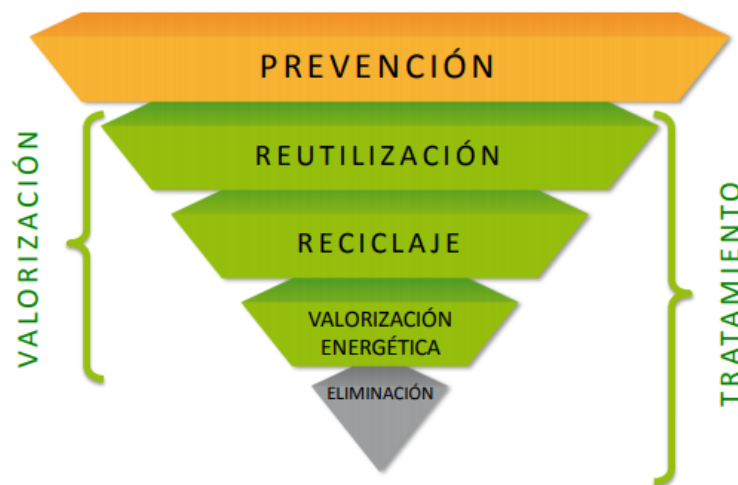 PREVENCIÓN
VALORIZACIÓN
REUTILIZACIÓN
RECICLAJE
VALORIZACIÓN
ENERGÉTICA
ELIMINACIÓN
TRATAMIENTO